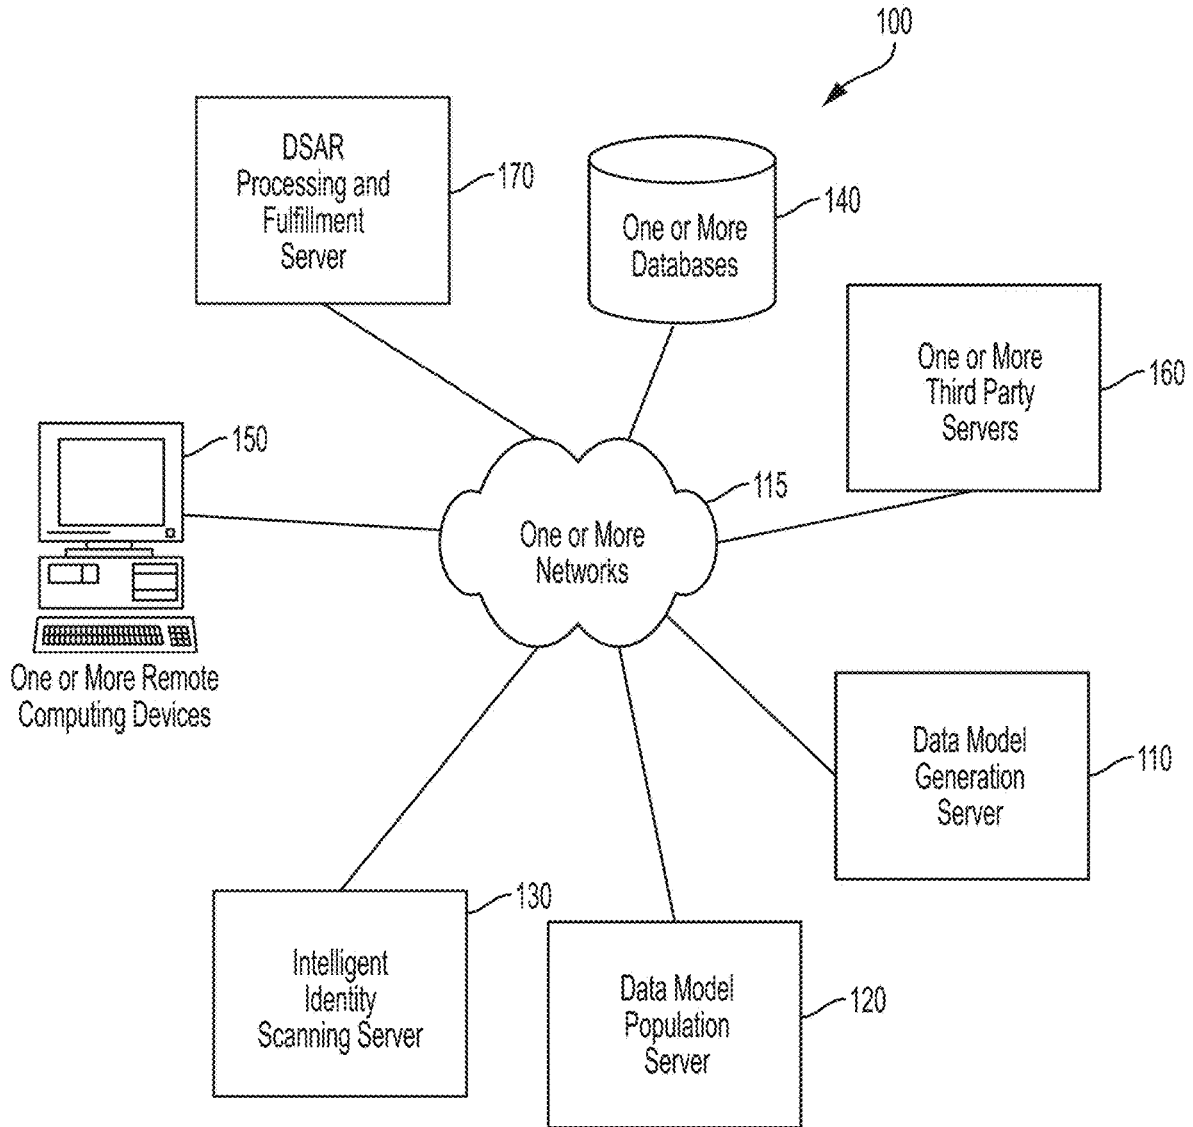 100
DSAR
Processing and
Fulfillment
Server
170
One or More
Databases
140
One or More
Third Party
Servers
160
150
One or More Remote
Computing Devices
One or More
Networks
115
Data Model
Generation
Server
110
Intelligent
Identity
Scanning Server
130
Data Model
Population
Server
120